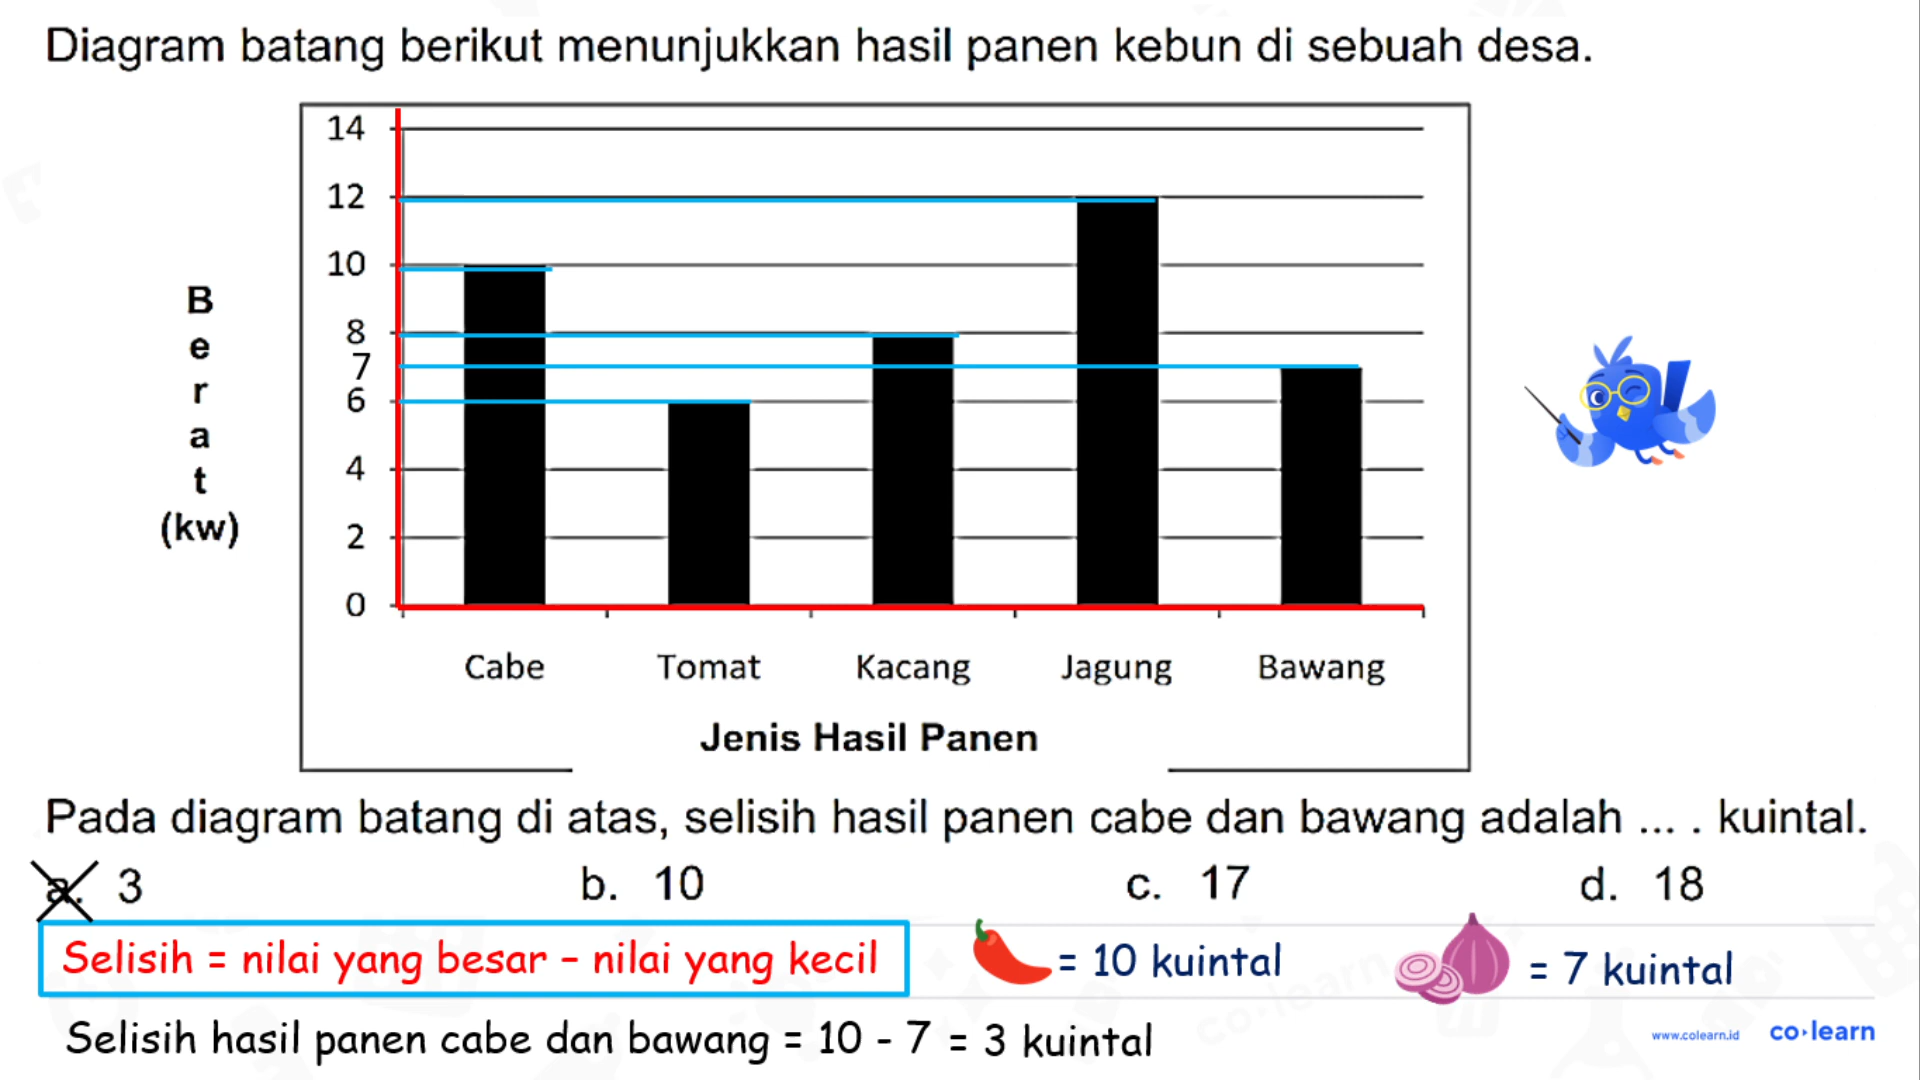 Diagram batang berikut menunjukkan hasil panen kebun di sebuah desa.
14
12
10
8
7
6
4
2
0
B
e
r
a
t
(kw)
Cabe Tomat Kacang Jagung Bawang
Jenis Hasil Panen
Pada diagram batang di atas, selisih hasil panen cabe dan bawang adalah ... . kuintal.
a. 3 b. 10 c. 17 d. 18
Selisih = nilai yang besar - nilai yang kecil = 10 kuintal = 7 kuintal
Selisih hasil panen cabe dan bawang = 10 - 7 = 3 kuintal
www.colearn.id co·learn